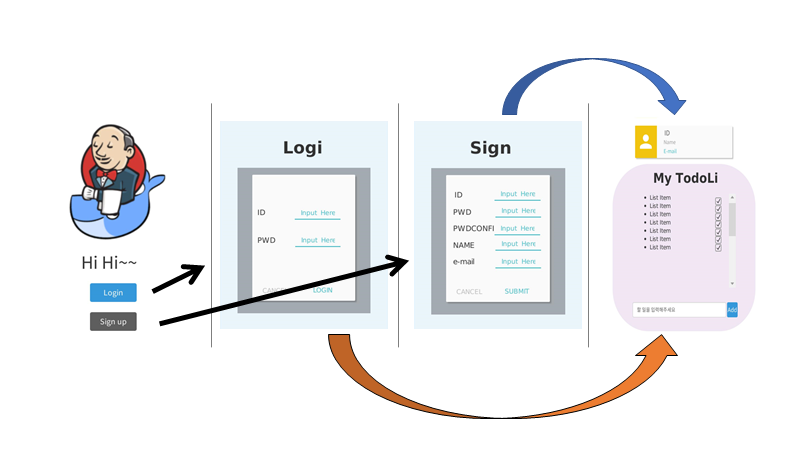 Hi Hi~~
Login
Sign up
Logi
ID Input Here
PWD Input Here
CANCEL LOGIN
Sign
ID Input Here
PWD Input Here
PWDCONFI Input Here
NAME Input Here
e-mail Input Here
CANCEL SUBMIT
ID
Name
E-mail
My TodoLi
List Item
List Item
List Item
List Item
List Item
List Item
List Item
할 일을 입력해주세요 Add